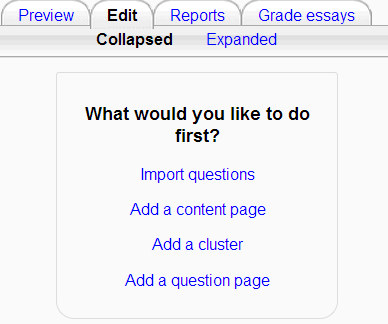 Preview Edit Reports Grade essays
Collapsed Expanded
What would you like to do
first?
Import questions
Add a content page
Add a cluster
Add a question page